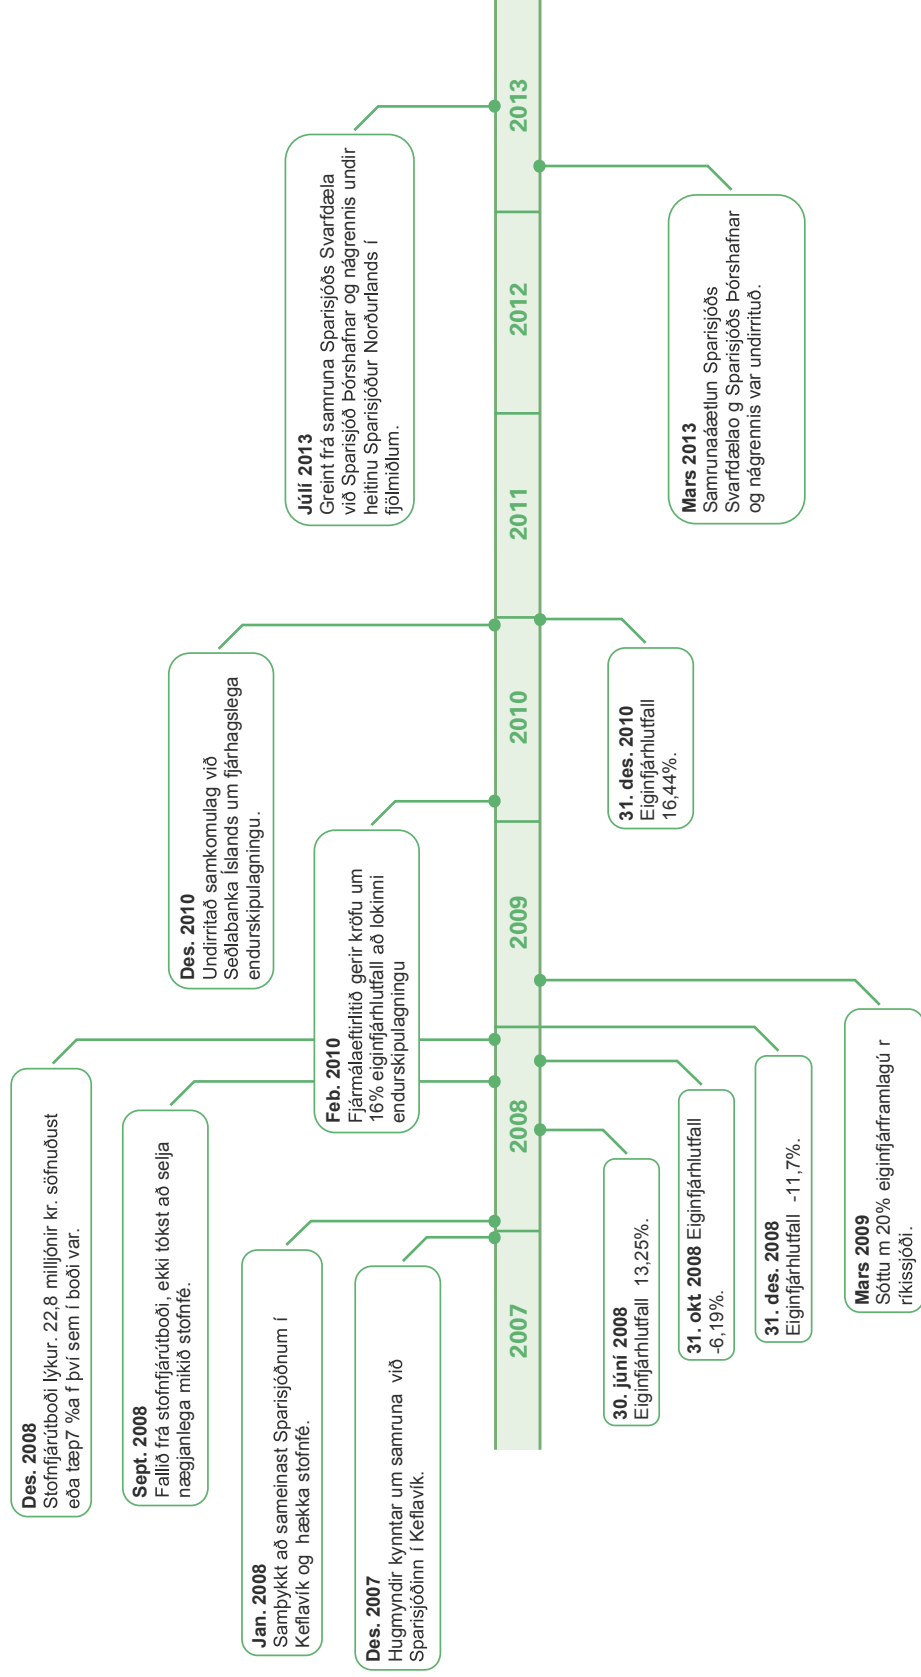 Des. 2008
Stofnfjárútboði lýkur. 22,8 milljónir kr. söfnuðust
eða tæp7 %a f því sem í boði var.
Sept. 2008
Fallið frá stofnfjárútboði, ekki tókst að selja
nægjanlega mikið stofnfé.
Jan. 2008
Samþykkt að sameinast Sparisjóðnum í
Keflavík og hækka stofnfé.
Des. 2007
Hugmyndir kynntar um samruna við
Sparisjóðinn í Keflavík.
Des. 2010
Undirritað samkomulag við
Seðlabanka Íslands um fjárhagslega
endurskipulagningu.
Feb. 2010
Fjármálaeftirlitið gerir kröfu um
16% eiginfjárhlutfall að lokinni
endurskipulagningu
Júlí 2013
Greint frá samruna Sparisjóðs Svarfdæla
við Sparisjóð Þórshafnar og nágrennis undir
heitinu Sparisjóður Norðurlands í
fjölmiðlum.
2007
2008
2009
2010
2011
2012
2013
30. júní 2008
Eiginfjárhlutfall 13,25%.
31. okt 2008 Eiginfjárhlutfall
-6,19%.
31. des. 2008
Eiginfjárhlutfall -11,7%.
Mars 2009
Sóttu m 20% eiginfjárframlagú r
ríkissjóði.
31. des. 2010
Eiginfjárhlutfall
16,44%.
Mars 2013
Samrunaáætlun Sparisjóðs
Svarfdælao g Sparisjóðs Þórshafnar
og nágrennis var undirrituð.